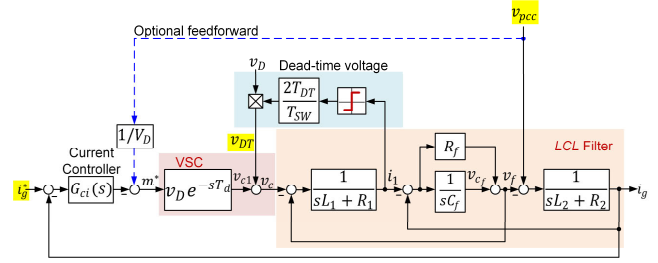 v_pcc
Optional feedforward
v_D Dead-time voltage
2T_DT
T_SW
1/V_D
v_DT
Current
Controller
VSC
R_f
LCL Filter
i_g^* G_ci(s) m^* v_D e^{-sT_d} v_c1 v_c
1
sL_1 + R_1
i_1
1
sC_f
v_cf v_f
1
sL_2 + R_2
i_g